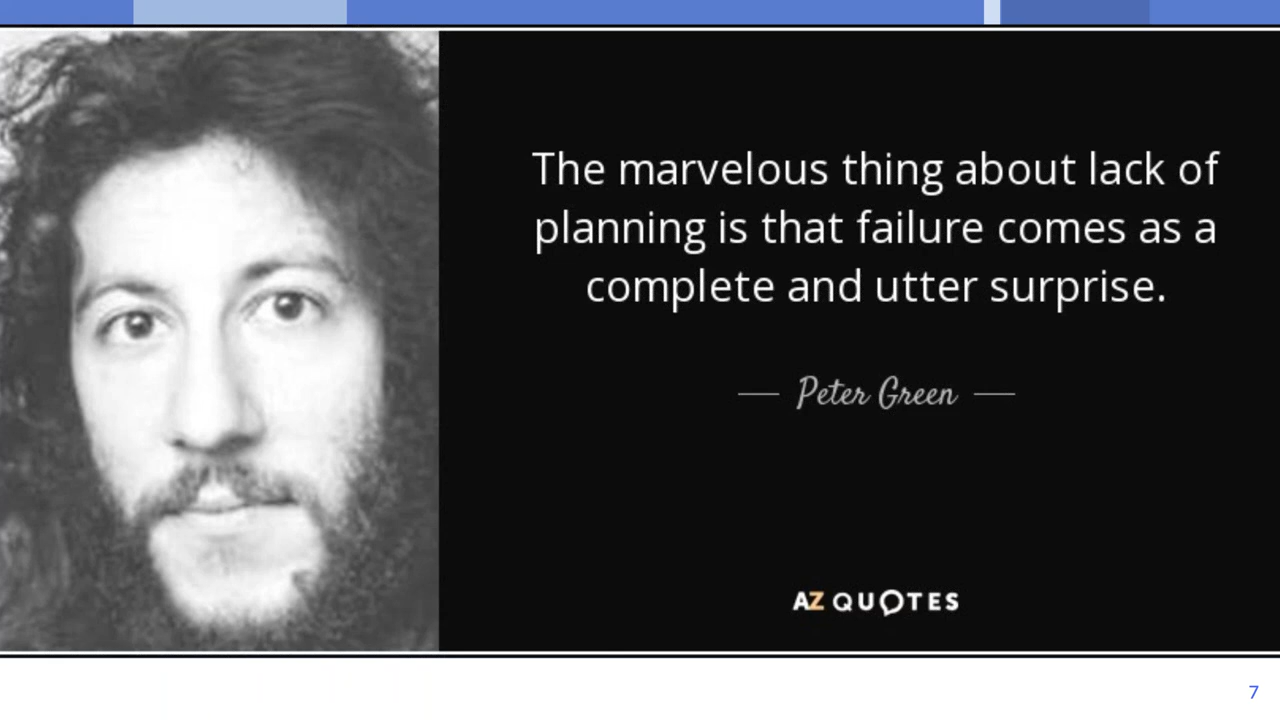 The marvelous thing about lack of
planning is that failure comes as a
complete and utter surprise.
Peter Green
AZ QUOTES
7